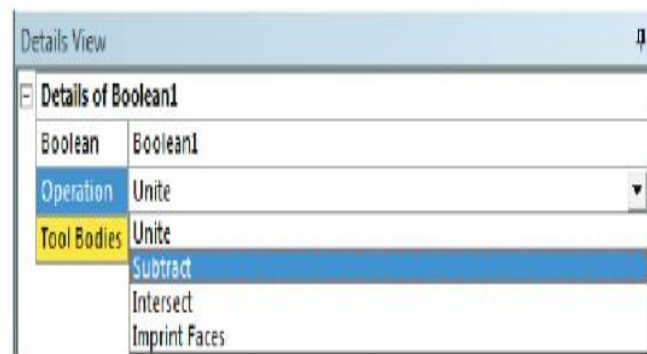 Details View
Details of Boolean1
Boolean Boolean1
Operation Unite
Tool Bodies Unite
Subtract
Intersect
Imprint Faces